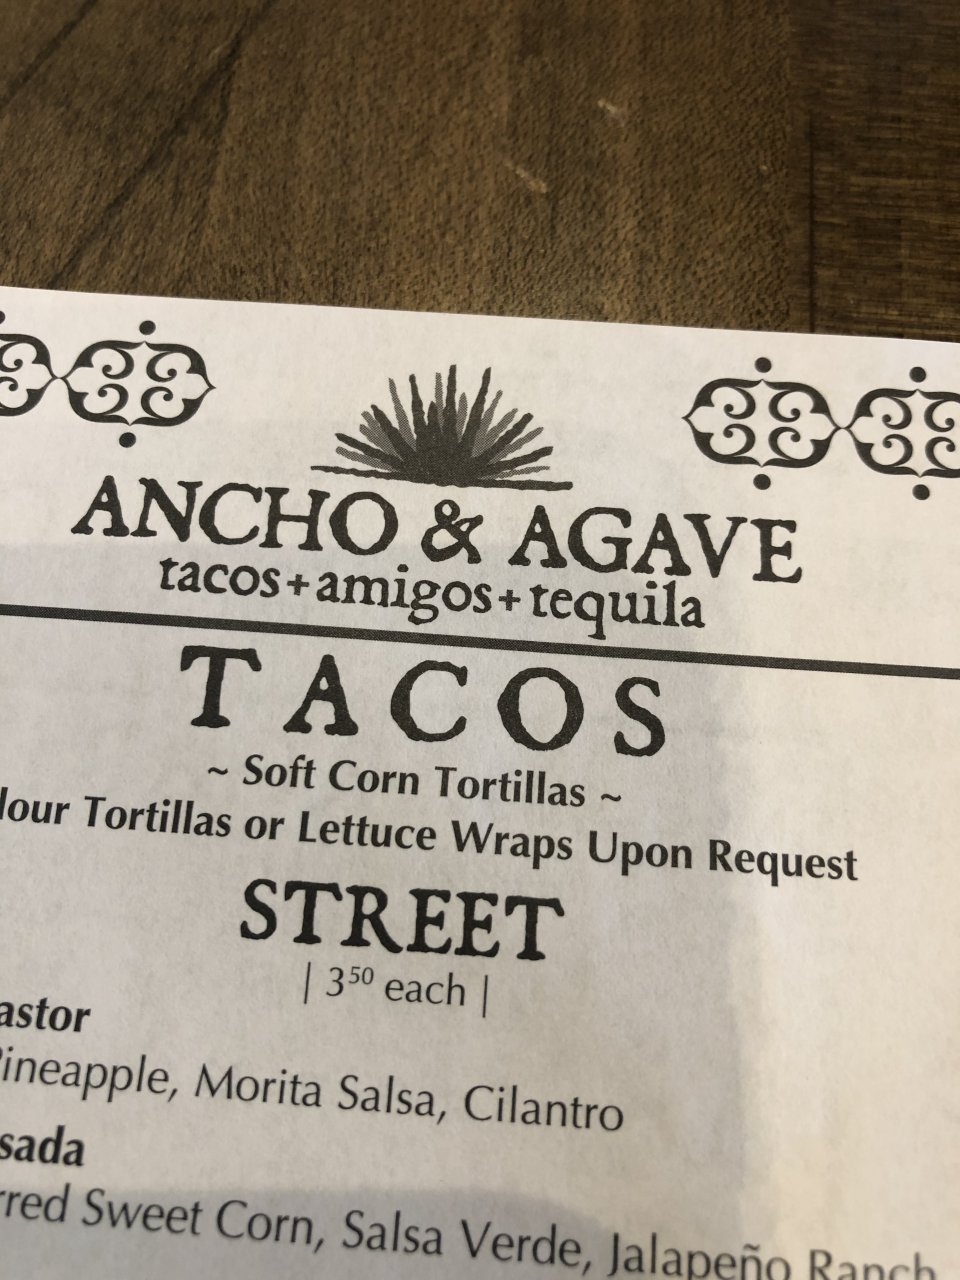 ANCHO & AGAVE
tacos+amigos+tequila
TACOS
~ Soft Corn Tortillas ~
lour Tortillas or Lettuce Wraps Upon Request
STREET
| 3⁵⁰ each |
astor
Pineapple, Morita Salsa, Cilantro
sada
rred Sweet Corn, Salsa Verde, Jalapeño Ranch